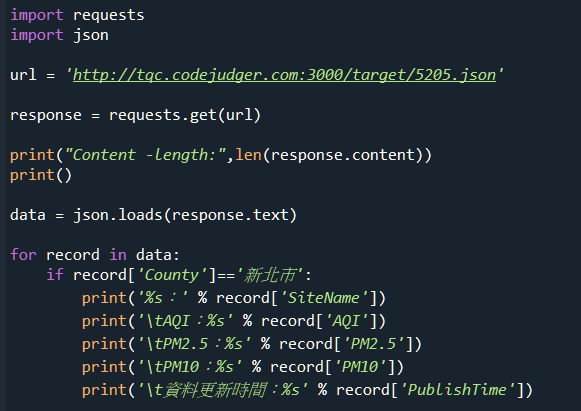 import requests
import json
url = 'http://tqc.codejudger.com:3000/target/5205.json'
response = requests.get(url)
print("Content -length:",len(response.content))
print()
data = json.loads(response.text)
for record in data:
    if record['County']=='新北市':
        print('%s：' % record['SiteName'])
        print('\tAQI：%s' % record['AQI'])
        print('\tPM2.5：%s' % record['PM2.5'])
        print('\tPM10：%s' % record['PM10'])
        print('\t資料更新時間：%s' % record['PublishTime'])